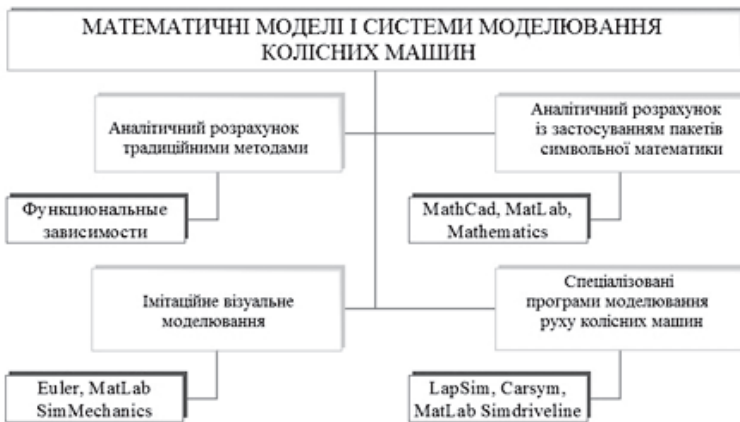 МАТЕМАТИЧНІ МОДЕЛІ І СИСТЕМИ МОДЕЛЮВАННЯ
КОЛІСНИХ МАШИН
Аналітичний розрахунок
традиційними методами
Аналітичний розрахунок
із застосуванням пакетів
символьної математики
Функциональные
зависимости
MathCad, MatLab,
Mathematics
Імітаційне візуальне
моделювання
Спеціалізовані
програми моделювання
руху колісних машин
Euler, MatLab
SimMechanics
LapSim, Carsym,
MatLab Simdriveline